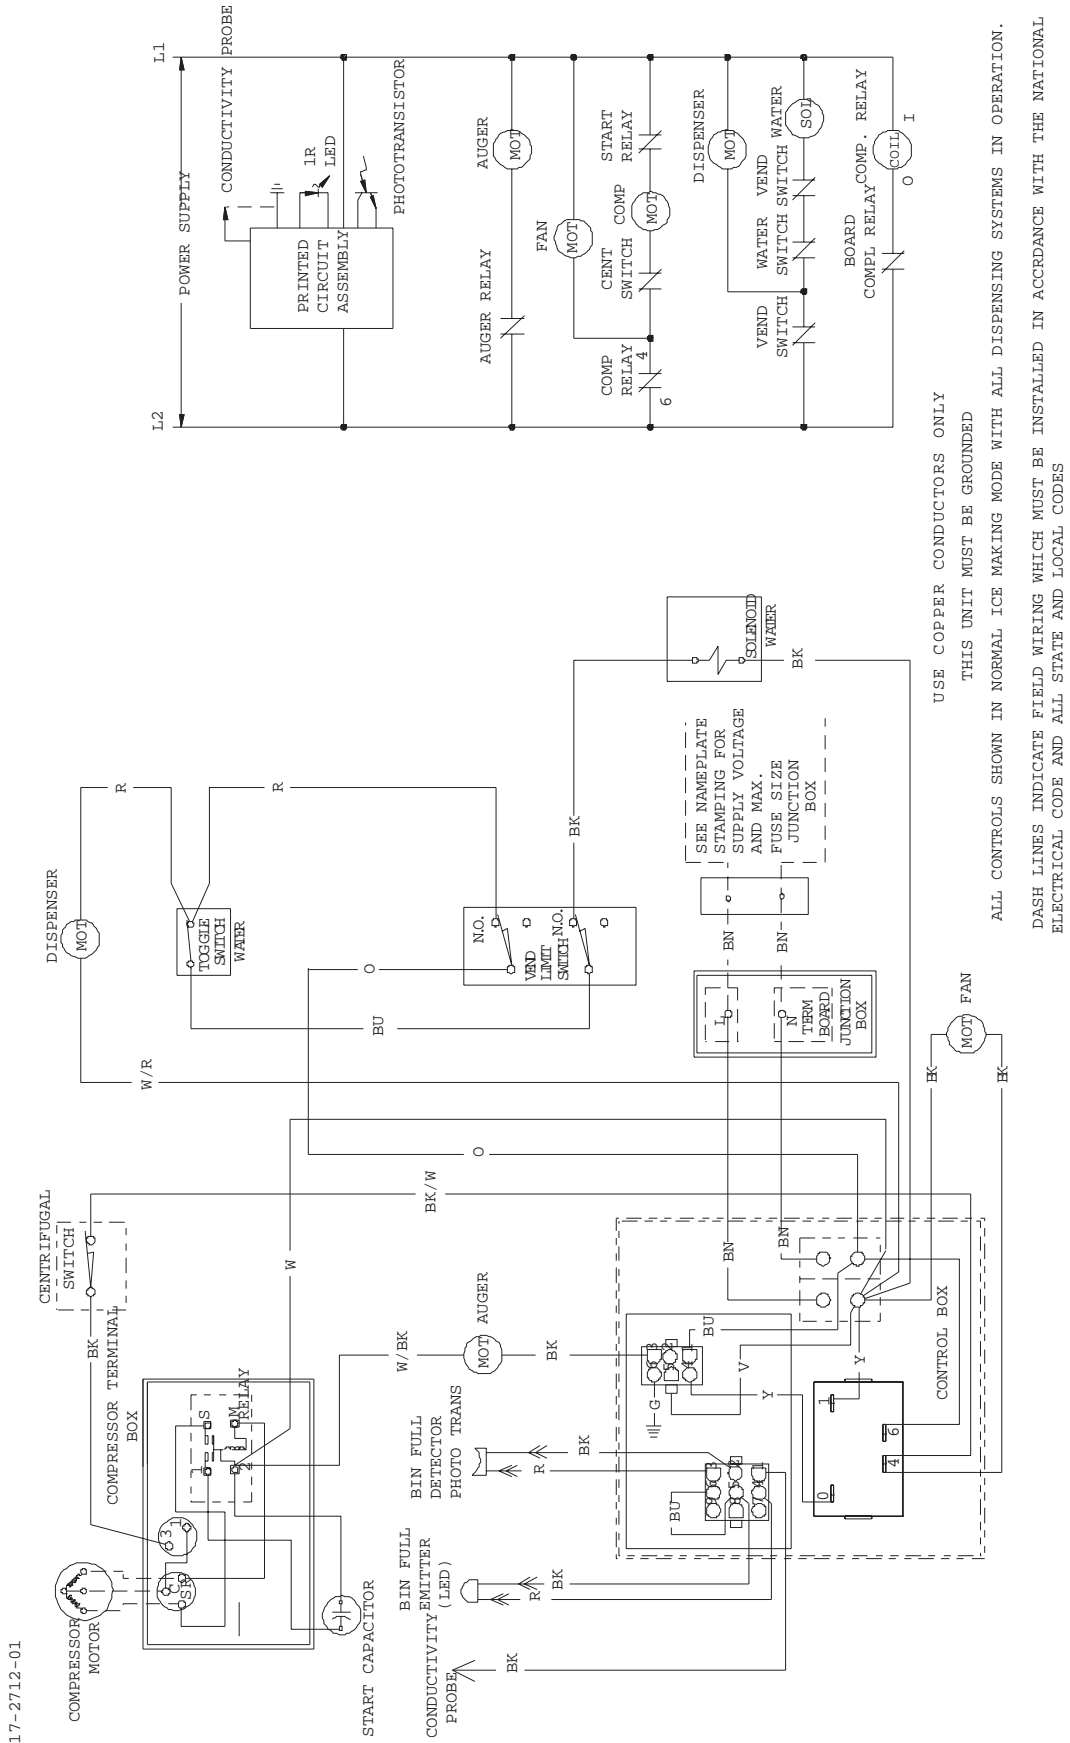 17-2712-01
COMPRESSOR
MOTOR
CENTRIFUGAL
SWITCH
BK
COMPRESSOR TERMINAL
BOX
3
1
C
S
R
S
M
RELAY
1
2
START CAPACITOR
DISPENSER
MOT
R
R
TOGGLE
SWITCH
WATER
W/R
BU
O
N.O.
VEND
LIMIT
SWITCH
N.O.
BK
SOLENOID
WATER
BK
W
BK/W
O
W/BK
MOT
AUGER
BK
BIN FULL
DETECTOR
PHOTO TRANS
BK
R
BIN FULL
EMITTER
(LED)
BK
R
CONDUCTIVITY
PROBE
BK
SEE NAMEPLATE
STAMPING FOR
SUPPLY VOLTAGE
AND MAX.
FUSE SIZE
JUNCTION
BOX
BN
BN
L
N
TERM
BOARD
JUNCTION
BOX
BN
BN
MOT
FAN
BK
BK
G
BU
V
Y
Y
BU
1
0
6
4
CONTROL BOX
L1
L2
POWER SUPPLY
CONDUCTIVITY PROBE
1R
LED
PHOTOTRANSISTOR
PRINTED
CIRCUIT
ASSEMBLY
AUGER
MOT
AUGER RELAY
FAN
MOT
START
RELAY
COMP
MOT
CENT
SWITCH
COMP
RELAY
4
6
DISPENSER
MOT
WATER
SOL
VEND
SWITCH
WATER
SWITCH
VEND
SWITCH
COMP. RELAY
COIL
I
O
BOARD
COMPL RELAY
USE COPPER CONDUCTORS ONLY
THIS UNIT MUST BE GROUNDED
ALL CONTROLS SHOWN IN NORMAL ICE MAKING MODE WITH ALL DISPENSING SYSTEMS IN OPERATION.
DASH LINES INDICATE FIELD WIRING WHICH MUST BE INSTALLED IN ACCRDANCE WITH THE NATIONAL
ELECTRICAL CODE AND ALL STATE AND LOCAL CODES